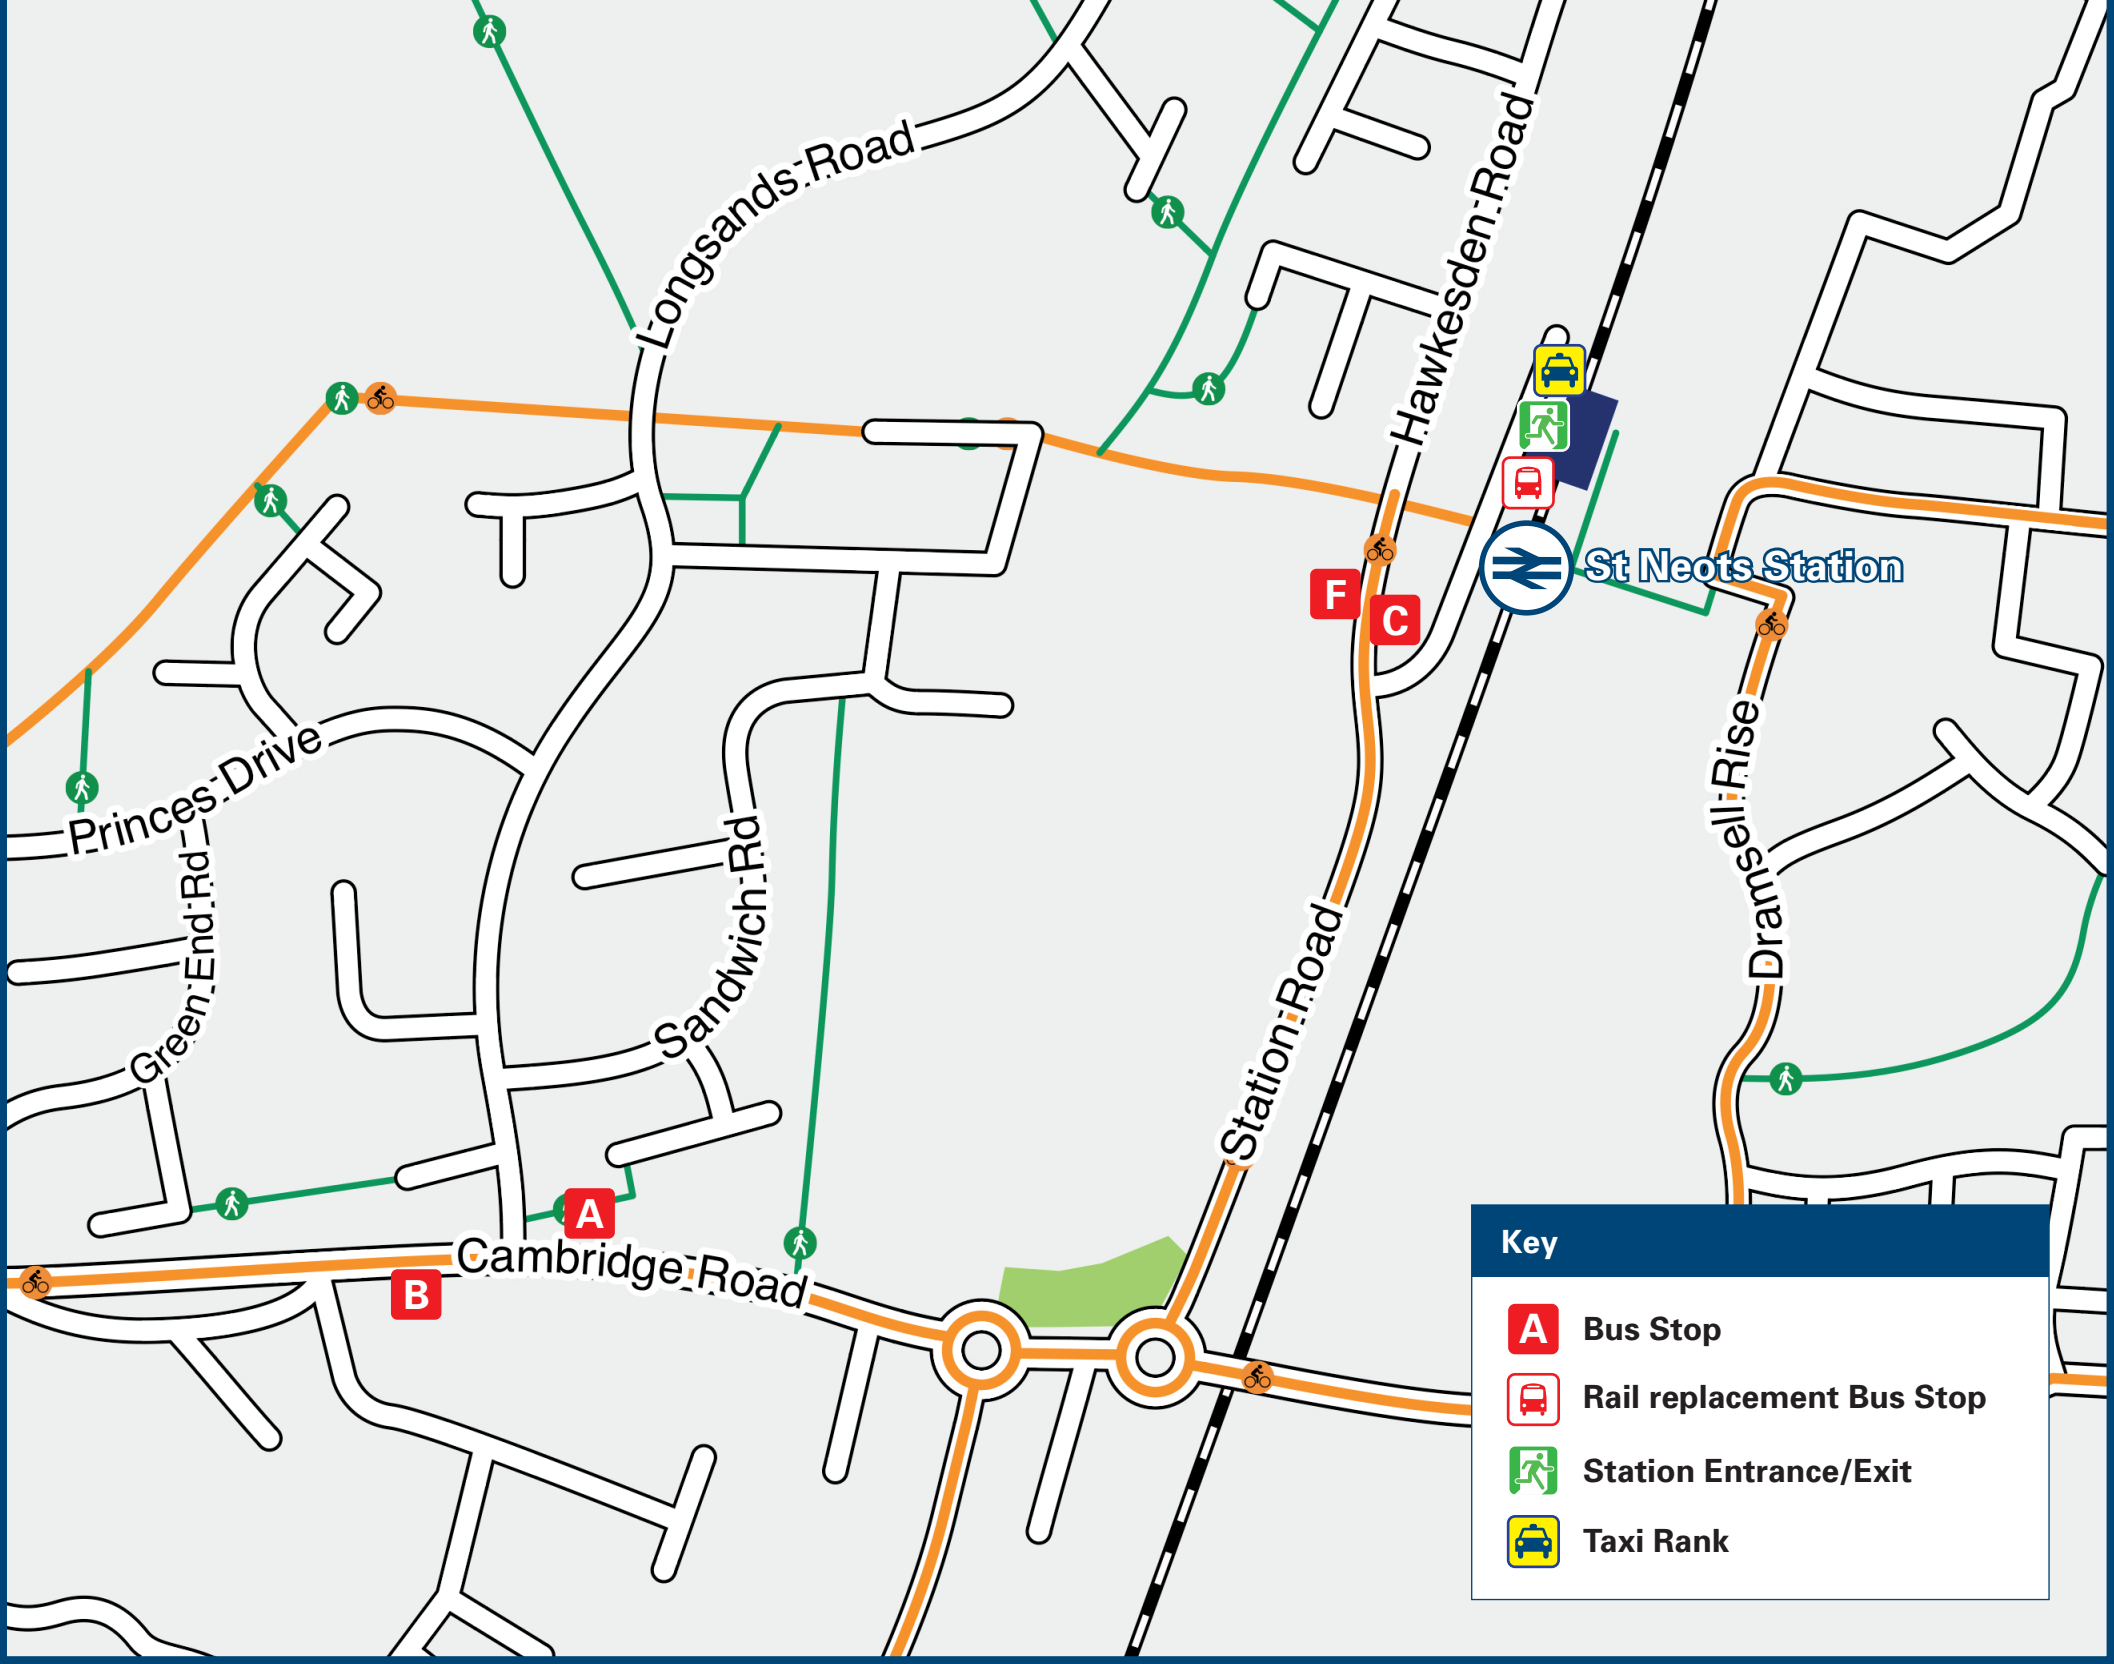 Longsands Road
Hawkesden Road
St Neots Station
F
C
Princes Drive
Dramsell Rise
Green End Rd
Sandwich Rd
Station Road
A
Cambridge Road
B
Key
A Bus Stop
Rail replacement Bus Stop
Station Entrance/Exit
Taxi Rank